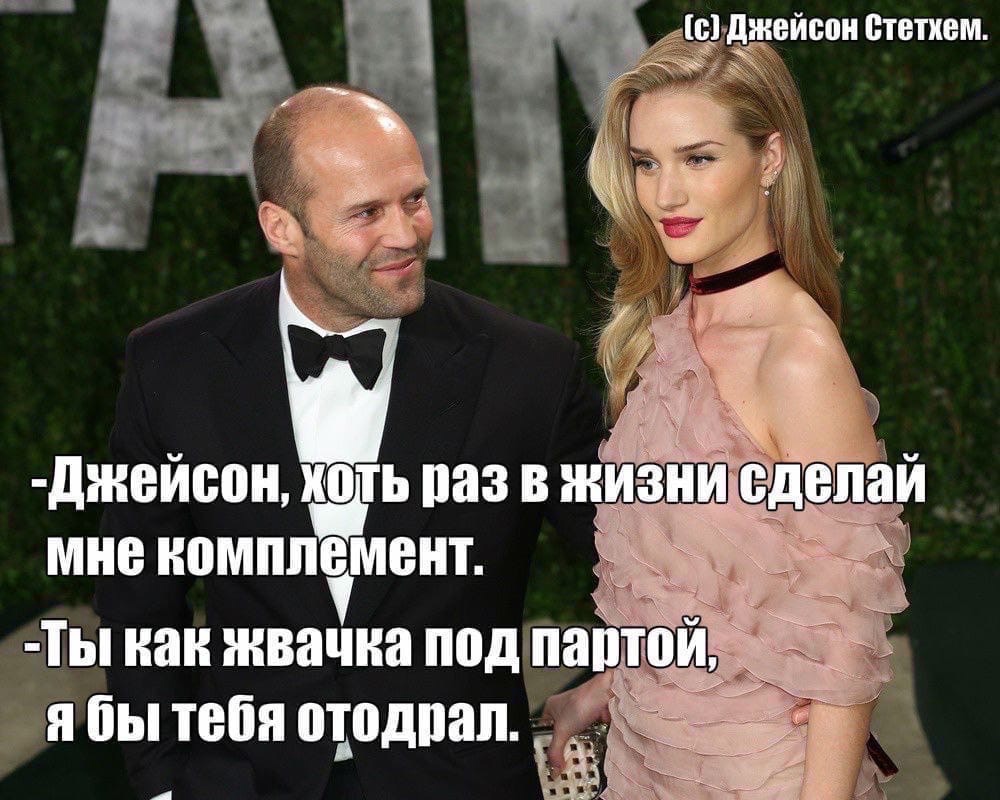 (с) Джейсон Стетхем.
-Джейсон, хоть раз в жизни сделай
мне комплемент.
-Ты как жвачка под партой,
я бы тебя отодрал.